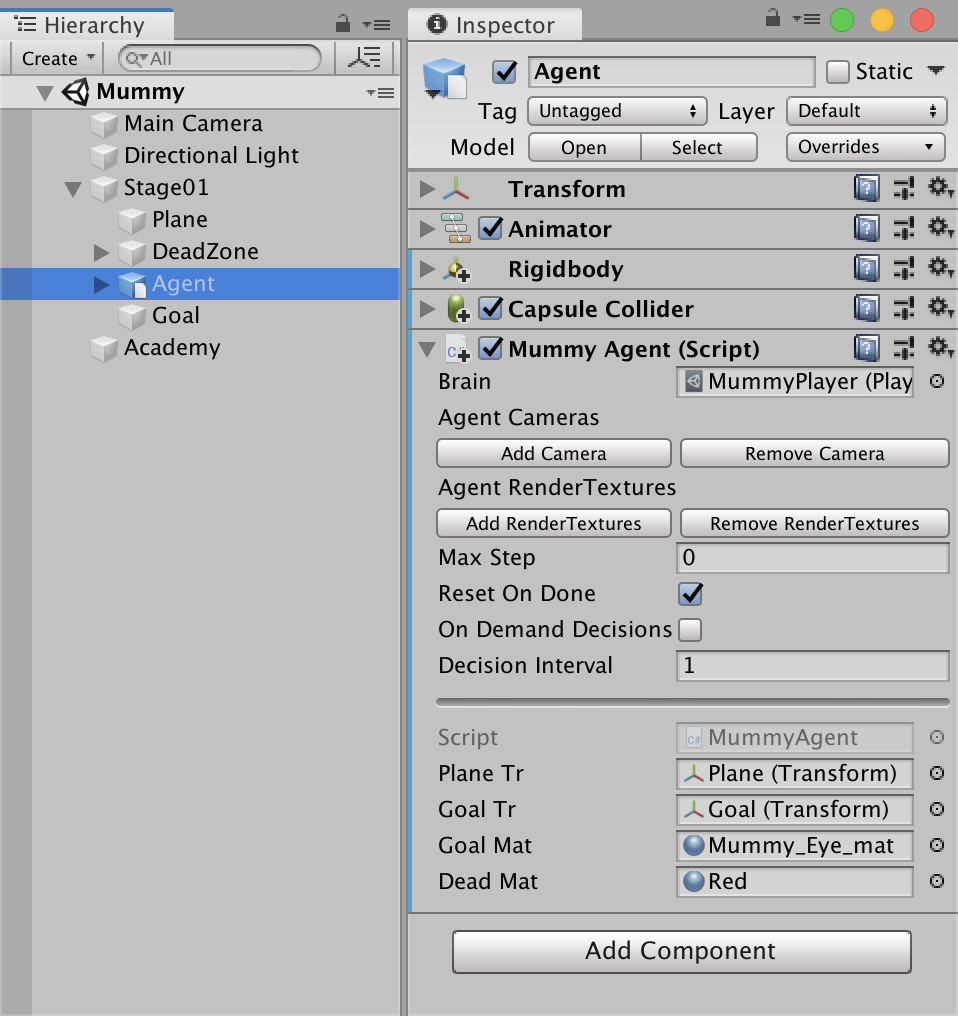 Hierarchy
Create
All
Mummy
Main Camera
Directional Light
Stage01
Plane
DeadZone
Agent
Goal
Academy
Inspector
Agent
Static
Tag Untagged Layer Default
Model Open Select Overrides
Transform
Animator
Rigidbody
Capsule Collider
Mummy Agent (Script)
Brain MummyPlayer (Play
Agent Cameras
Add Camera Remove Camera
Agent RenderTextures
Add RenderTextures Remove RenderTextures
Max Step 0
Reset On Done
On Demand Decisions
Decision Interval 1
Script c# MummyAgent
Plane Tr Plane (Transform)
Goal Tr Goal (Transform)
Goal Mat Mummy_Eye_mat
Dead Mat Red
Add Component